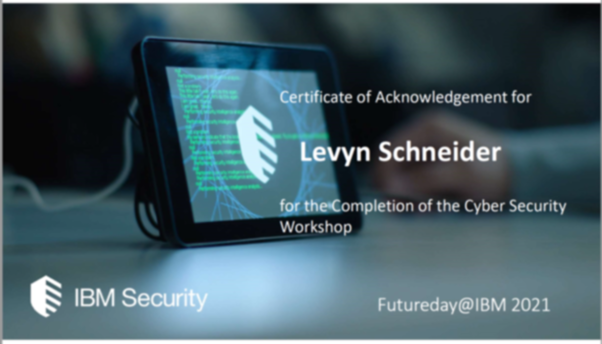 Certificate of Acknowledgement for
Levyn Schneider
for the Completion of the Cyber Security
Workshop
IBM Security
Futureday@IBM 2021